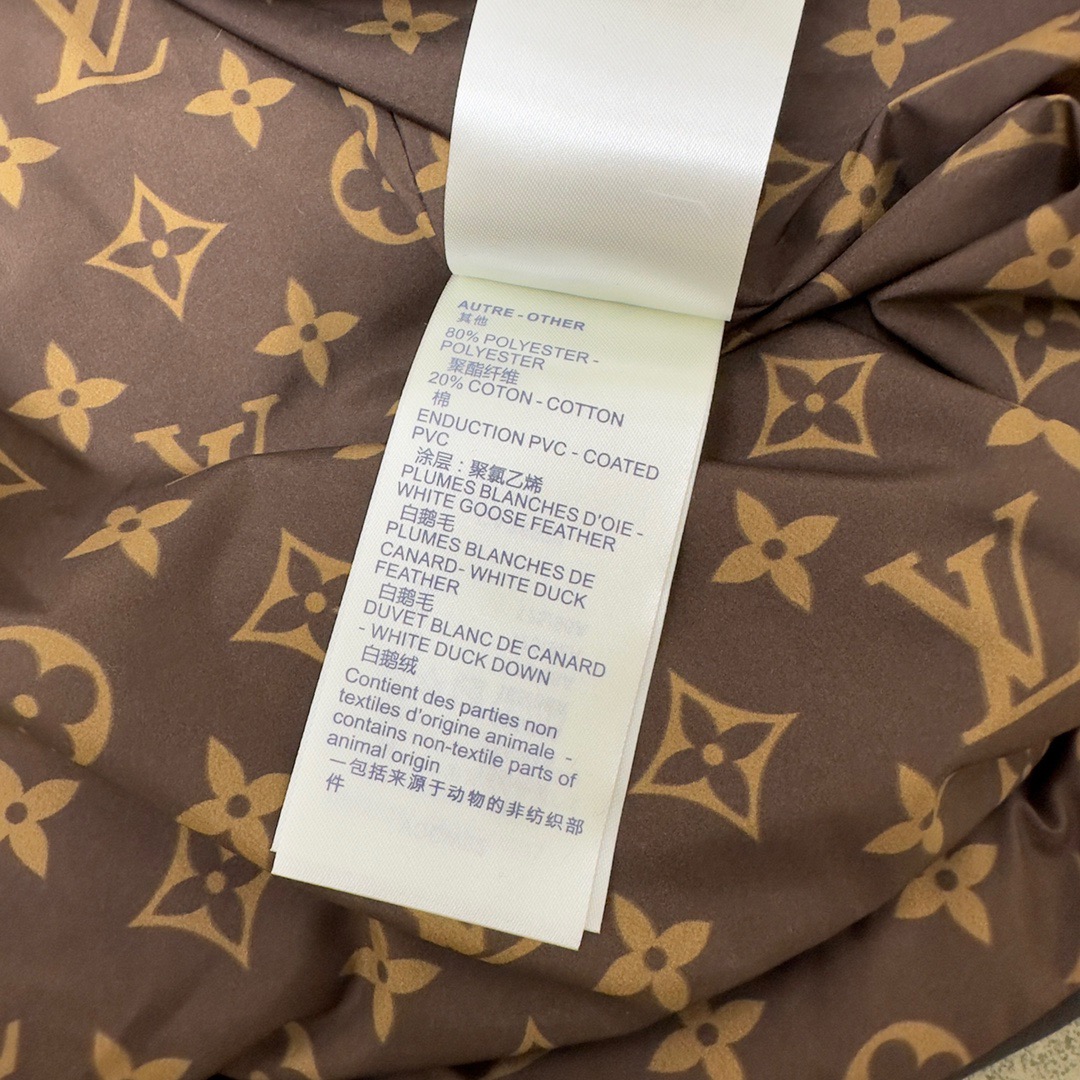 AUTRE - OTHER
其他
80% POLYESTER -
POLYESTER
聚酯纤维
20% COTON - COTTON
棉
ENDUCTION PVC - COATED
PVC
涂层：聚氯乙烯
PLUMES BLANCHES D'OIE -
WHITE GOOSE FEATHER
白鹅毛
PLUMES BLANCHES DE
CANARD- WHITE DUCK
FEATHER
白鹅毛
DUVET BLANC DE CANARD
- WHITE DUCK DOWN
白鹅绒
Contient des parties non
textiles d'origine animale -
contains non-textile parts of
animal origin
一包括来源于动物的非纺织部
件